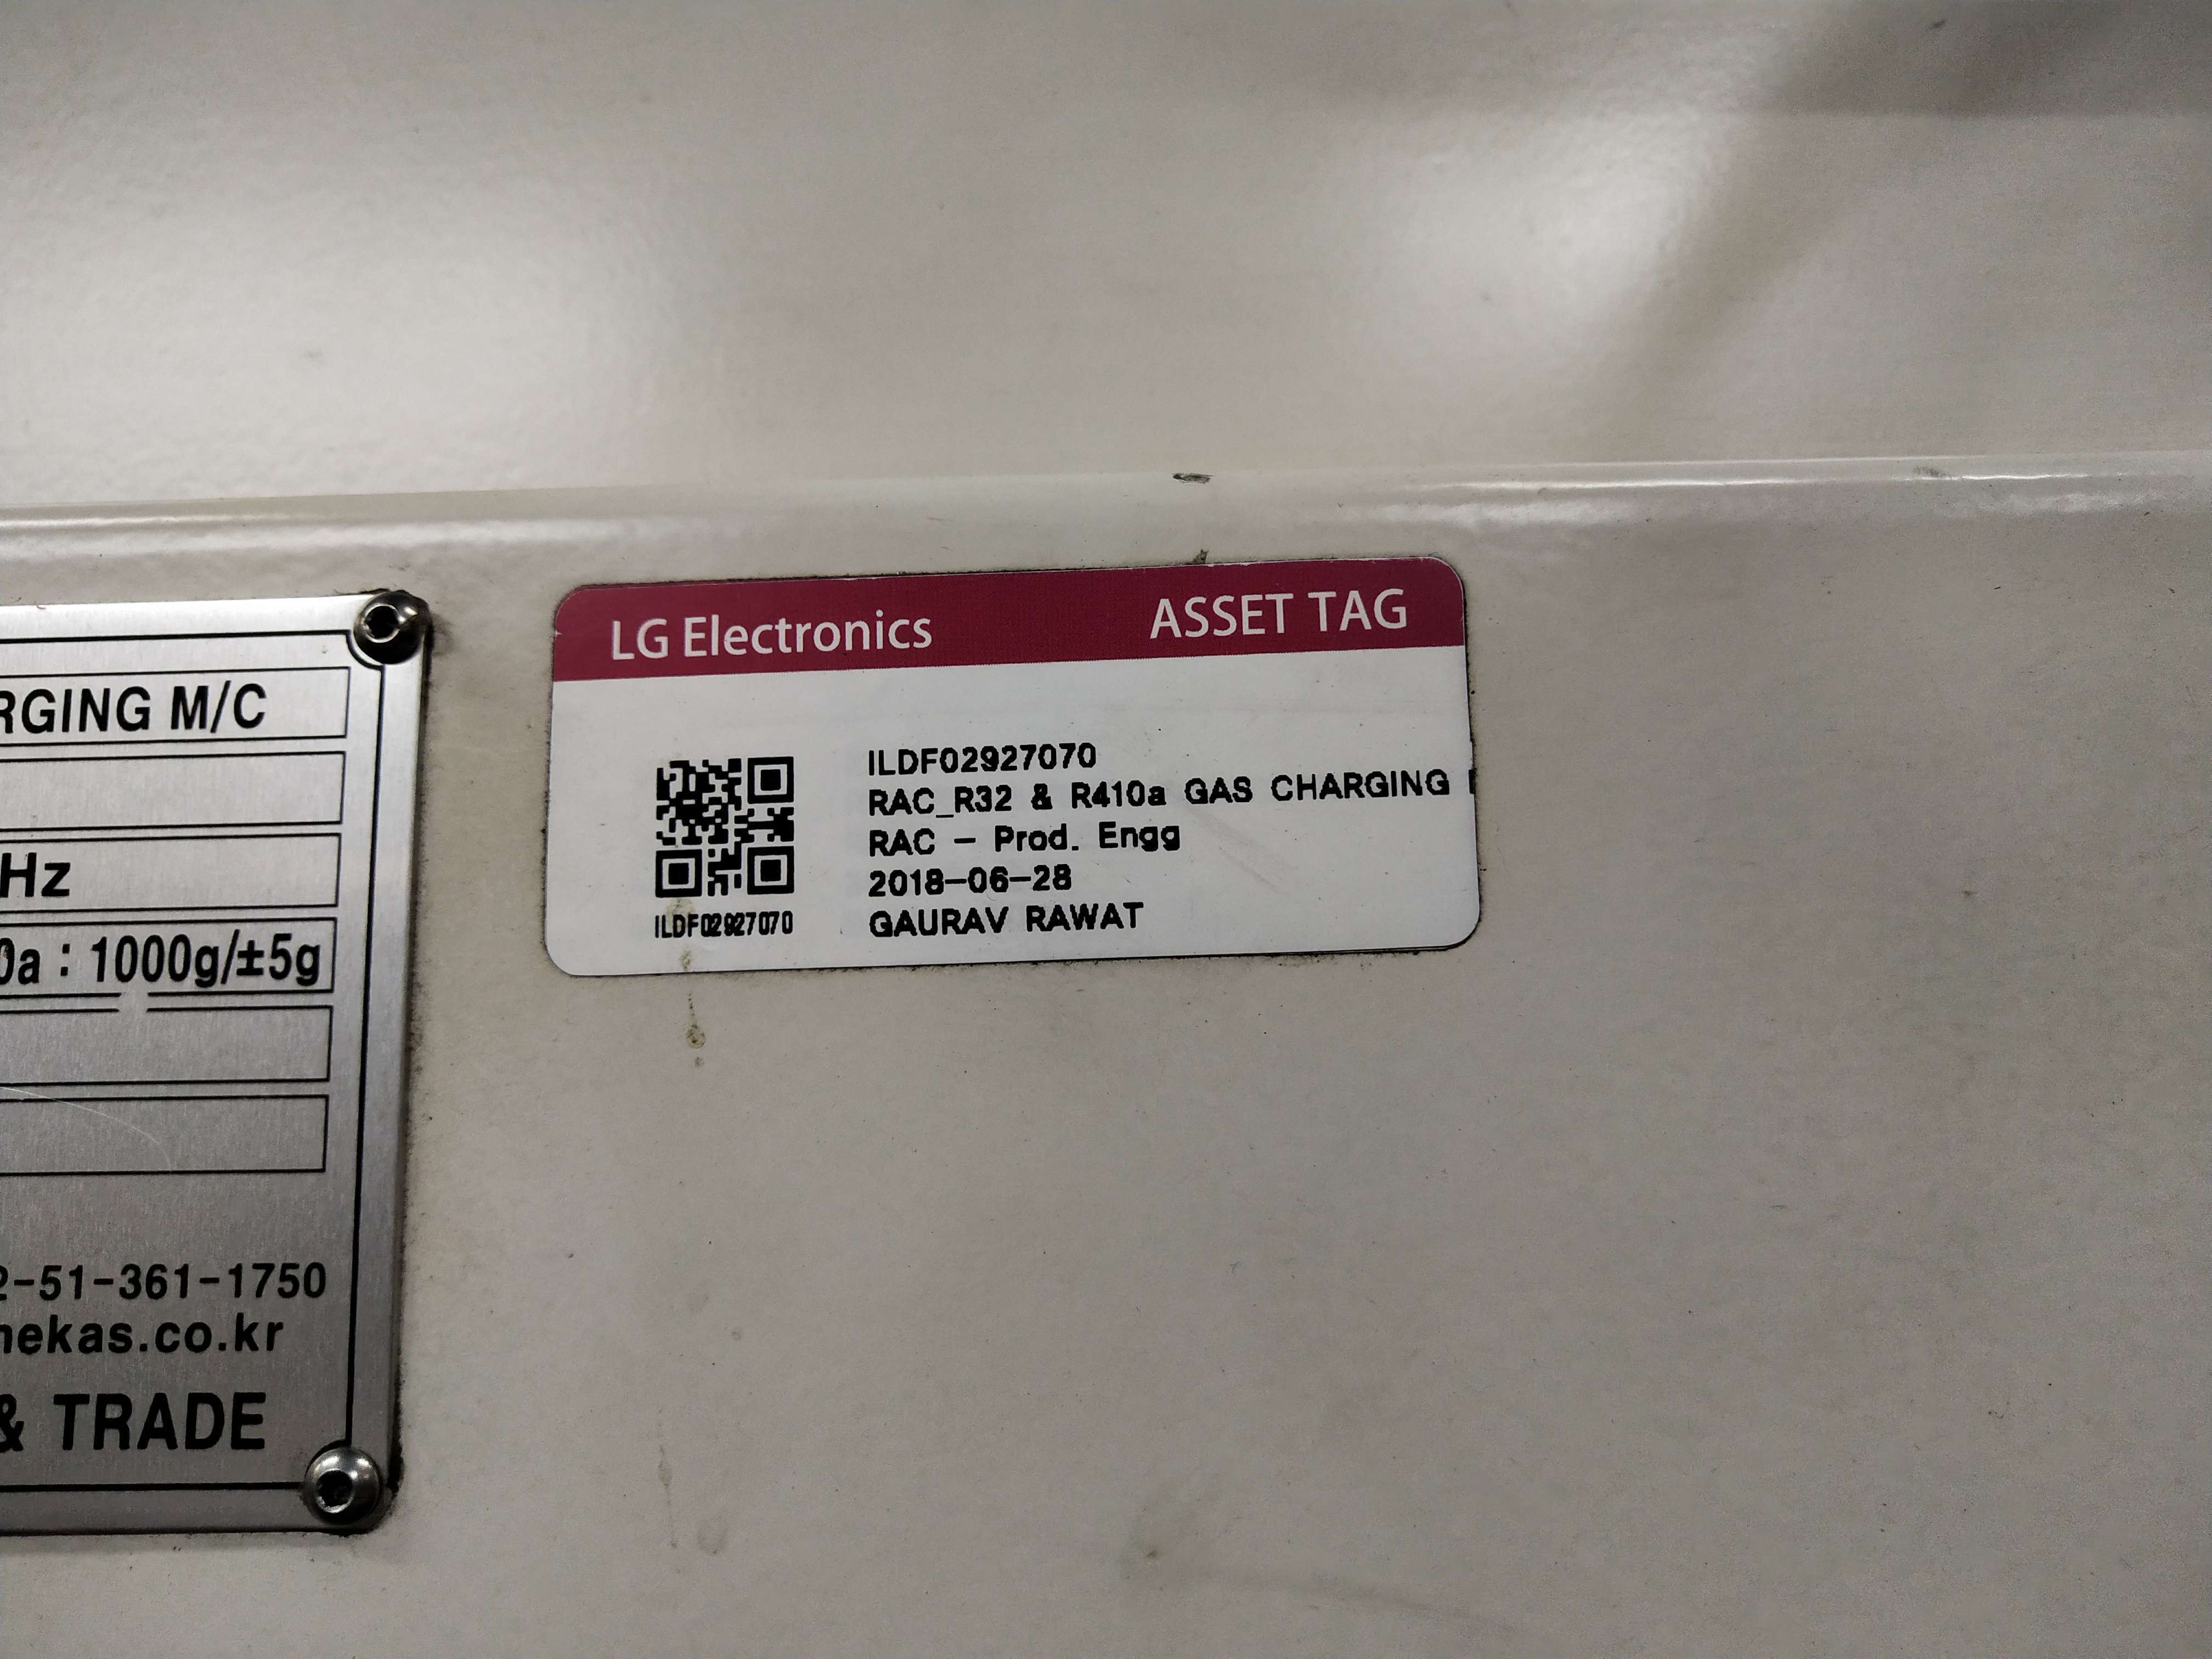 RGING M/C
Hz
0a : 1000g/±5g
2-51-361-1750
nekas.co.kr
& TRADE
LG Electronics ASSET TAG
ILDF02927070
RAC_R32 & R410a GAS CHARGING
RAC - Prod. Engg
2018-06-28
GAURAV RAWAT
ILDF02927070